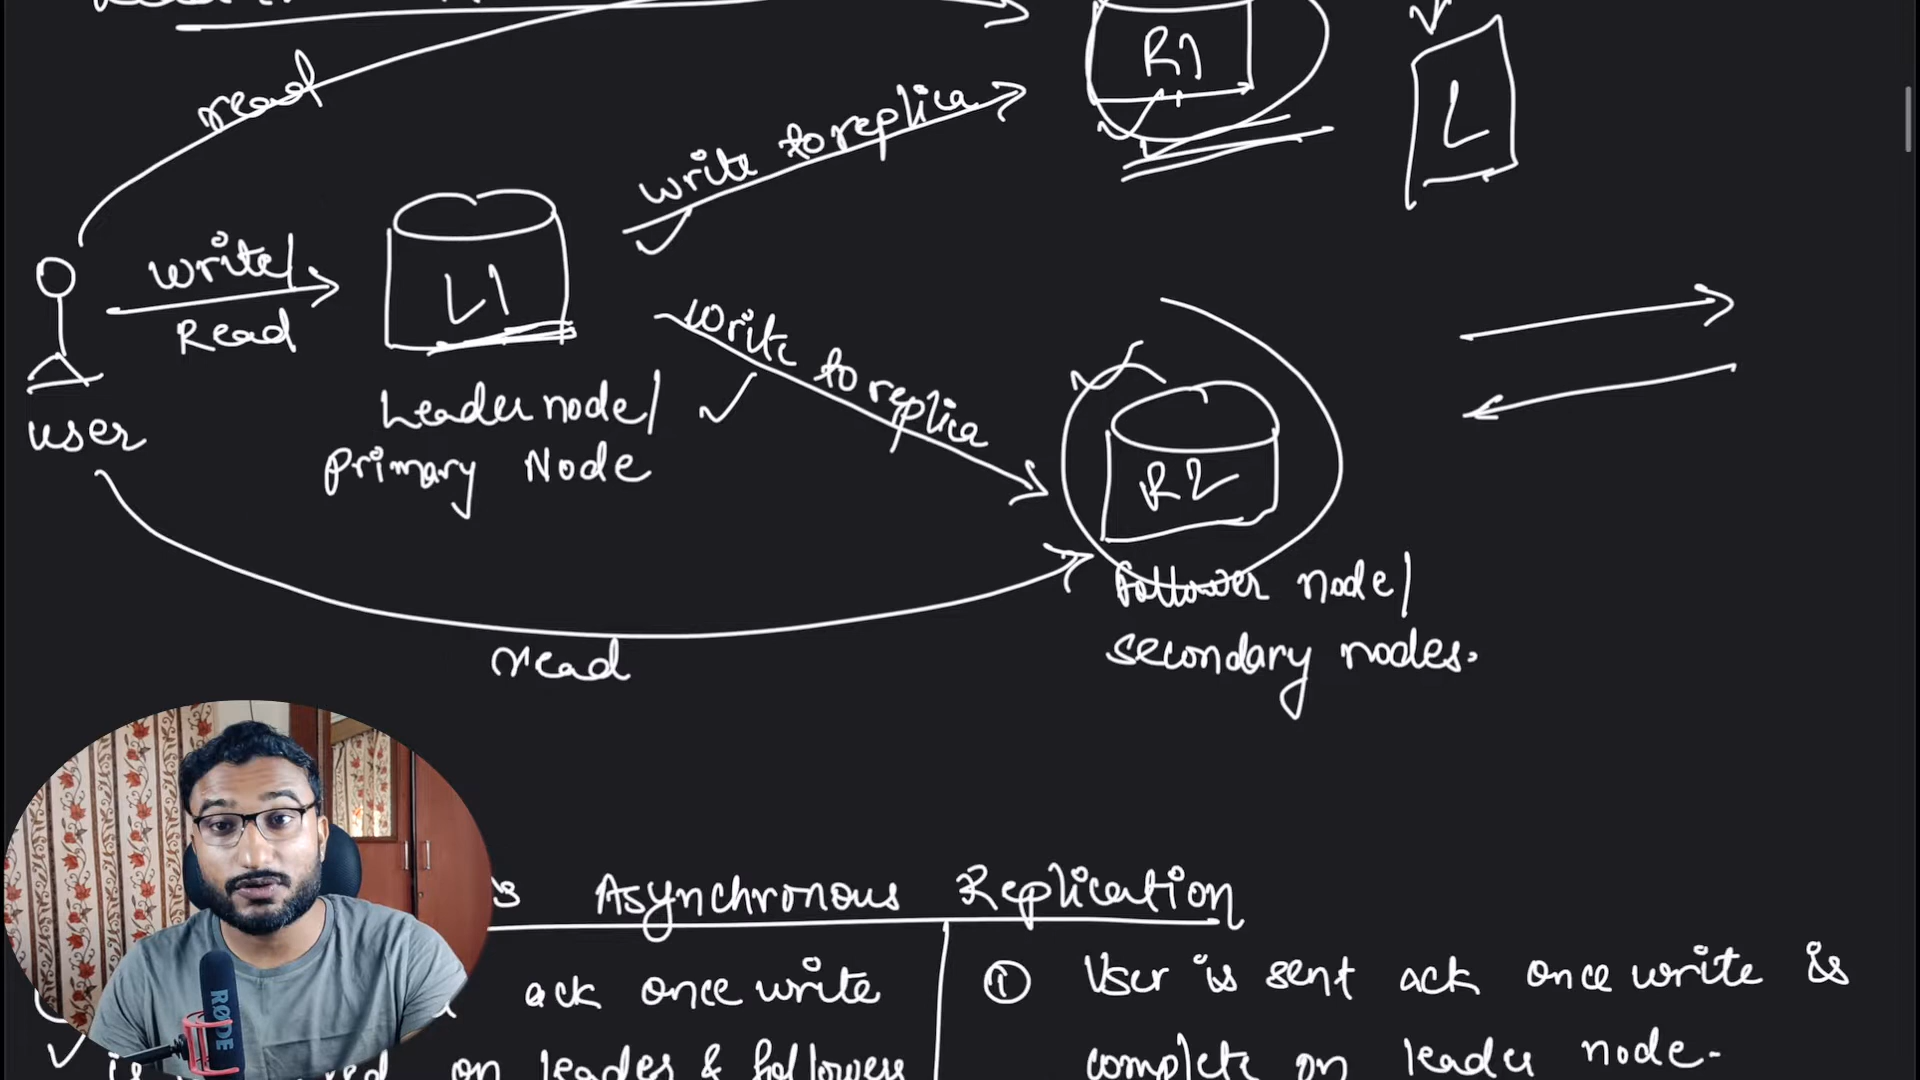 R1
L
read
write to replica
write/
Read
L1
Leader node/
Primary Node
user
write to replica
R2
follower node/
secondary nodes.
read
Asynchronous Replication
ack once write
on leader & followers
① User is sent ack once write is
complete on leader node.
RØDE